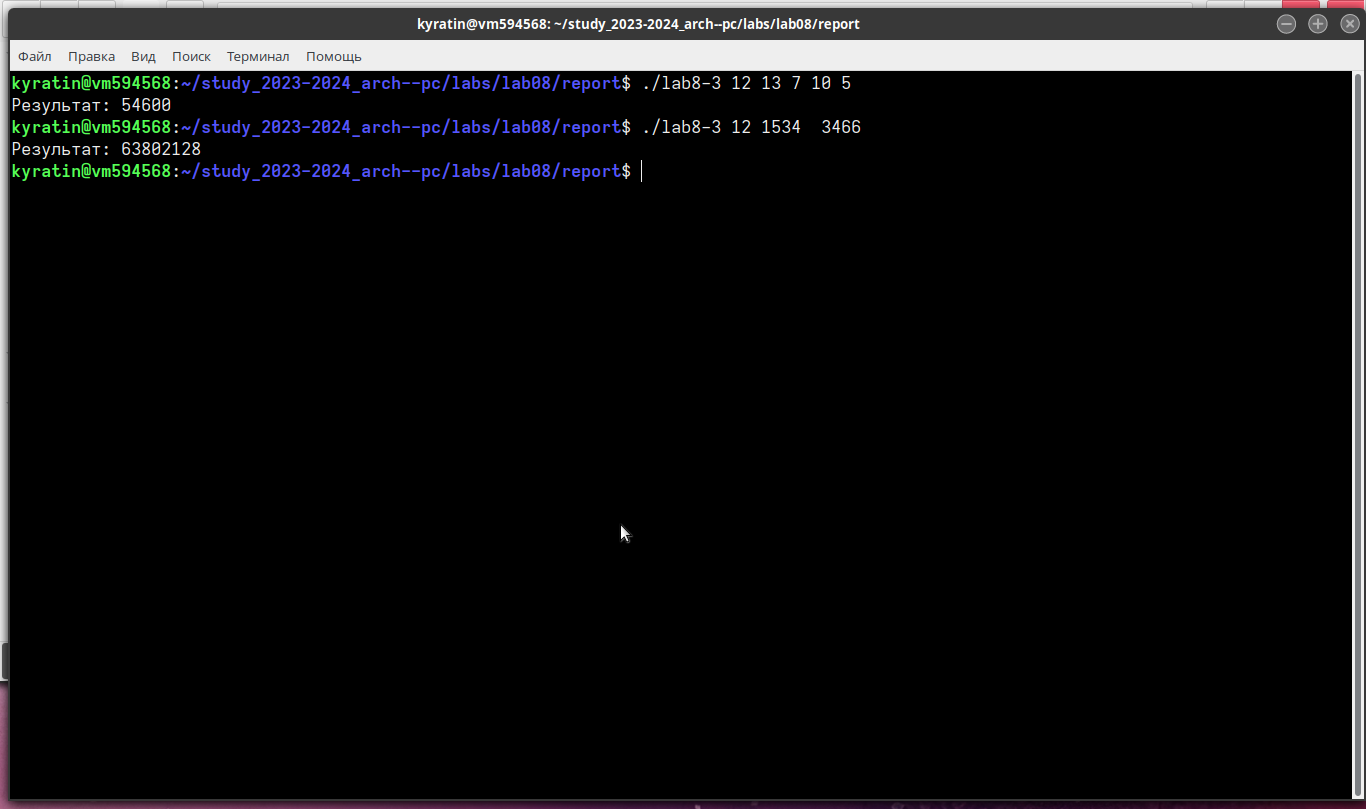 kyratin@vm594568: ~/study_2023-2024_arch--pc/labs/lab08/report
Файл Правка Вид Поиск Терминал Помощь
kyratin@vm594568:~/study_2023-2024_arch--pc/labs/lab08/report$ ./lab8-3 12 13 7 10 5
Результат: 54600
kyratin@vm594568:~/study_2023-2024_arch--pc/labs/lab08/report$ ./lab8-3 12 1534  3466
Результат: 63802128
kyratin@vm594568:~/study_2023-2024_arch--pc/labs/lab08/report$